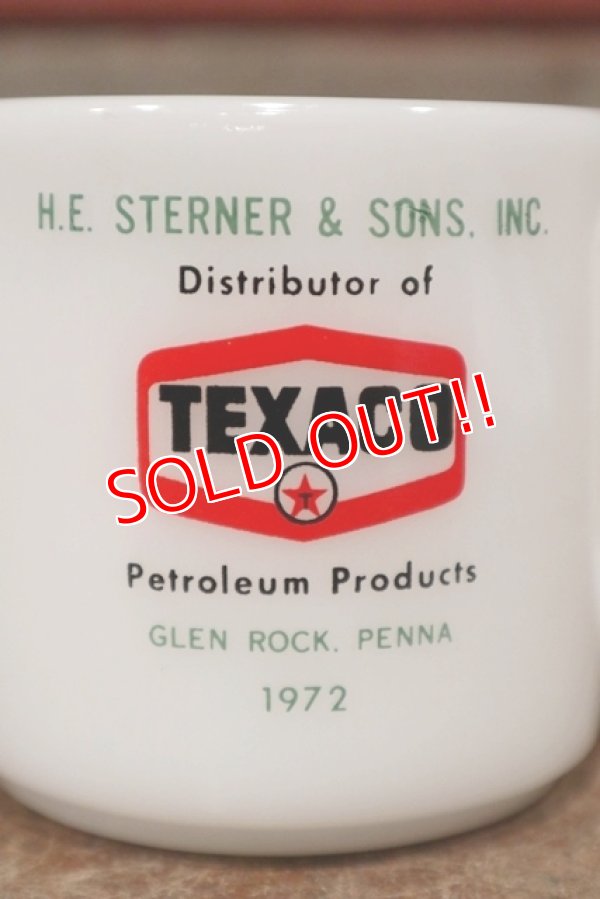 H.E. STERNER & SONS, INC.
Distributor of
TEXACO
T
SOLD OUT!!
Petroleum Products
GLEN ROCK, PENNA
1972